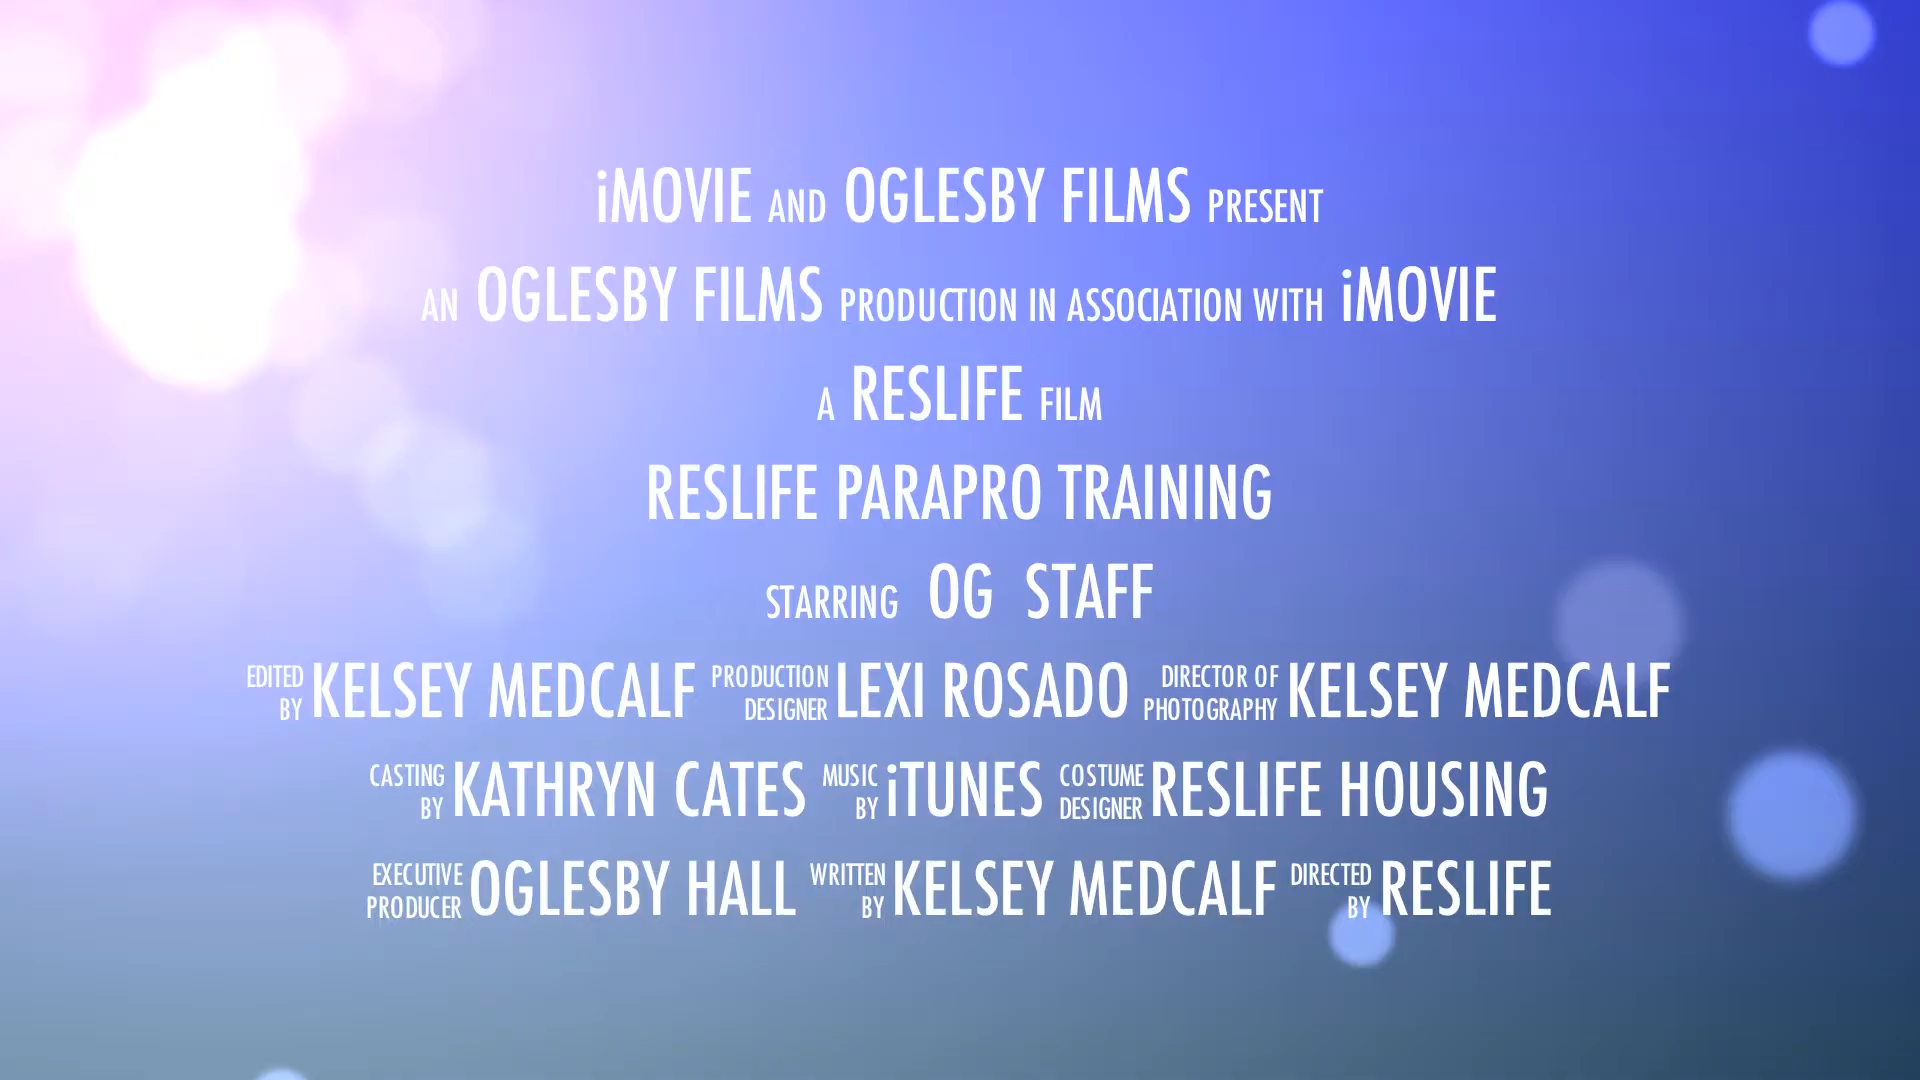 iMOVIE AND OGLESBY FILMS PRESENT
AN OGLESBY FILMS PRODUCTION IN ASSOCIATION WITH iMOVIE
A RESLIFE FILM
RESLIFE PARAPRO TRAINING
STARRING OG STAFF
EDITED BY KELSEY MEDCALF PRODUCTION DESIGNER LEXI ROSADO DIRECTOR OF PHOTOGRAPHY KELSEY MEDCALF
CASTING BY KATHRYN CATES MUSIC BY iTUNES COSTUME DESIGNER RESLIFE HOUSING
EXECUTIVE PRODUCER OGLESBY HALL WRITTEN BY KELSEY MEDCALF DIRECTED BY RESLIFE